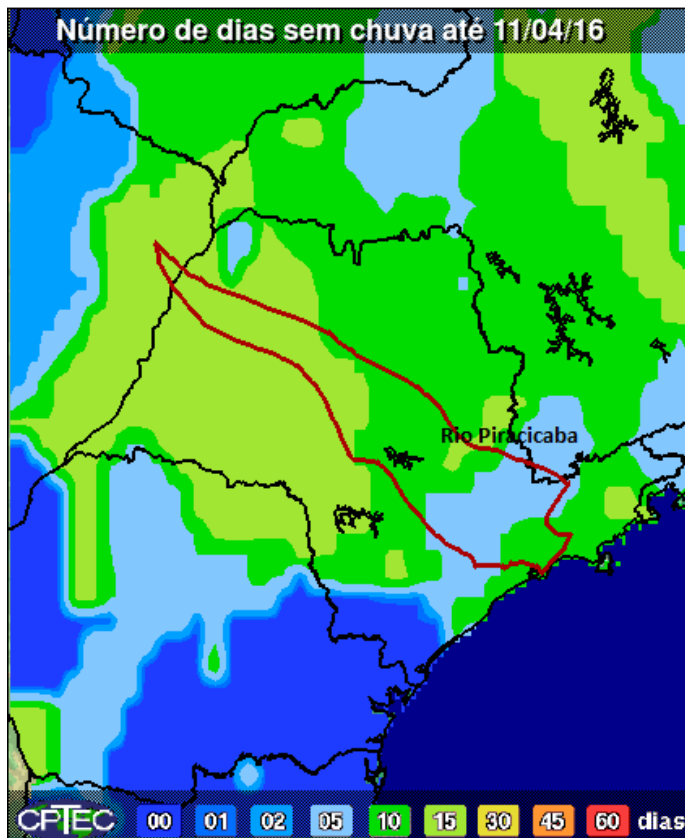 Número de dias sem chuva até 11/04/16
Rio Piracicaba
CPTEC 00 01 02 05 10 15 30 45 60 dias